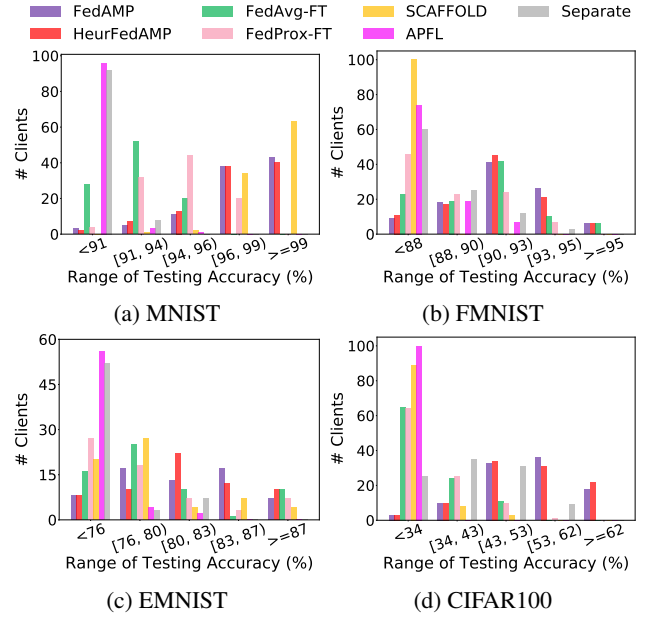 FedAMP FedAvg-FT SCAFFOLD Separate
HeurFedAMP FedProx-FT APFL
100
80
60
40
20
0
# Clients
<91 [91, 94) [94, 96) [96, 99) >=99
Range of Testing Accuracy (%)
(a) MNIST
100
80
60
40
20
0
# Clients
<88 [88, 90) [90, 93) [93, 95) >=95
Range of Testing Accuracy (%)
(b) FMNIST
60
45
30
15
0
# Clients
<76 [76, 80) [80, 83) [83, 87) >=87
Range of Testing Accuracy (%)
(c) EMNIST
100
80
60
40
20
0
# Clients
<34 [34, 43) [43, 53) [53, 62) >=62
Range of Testing Accuracy (%)
(d) CIFAR100